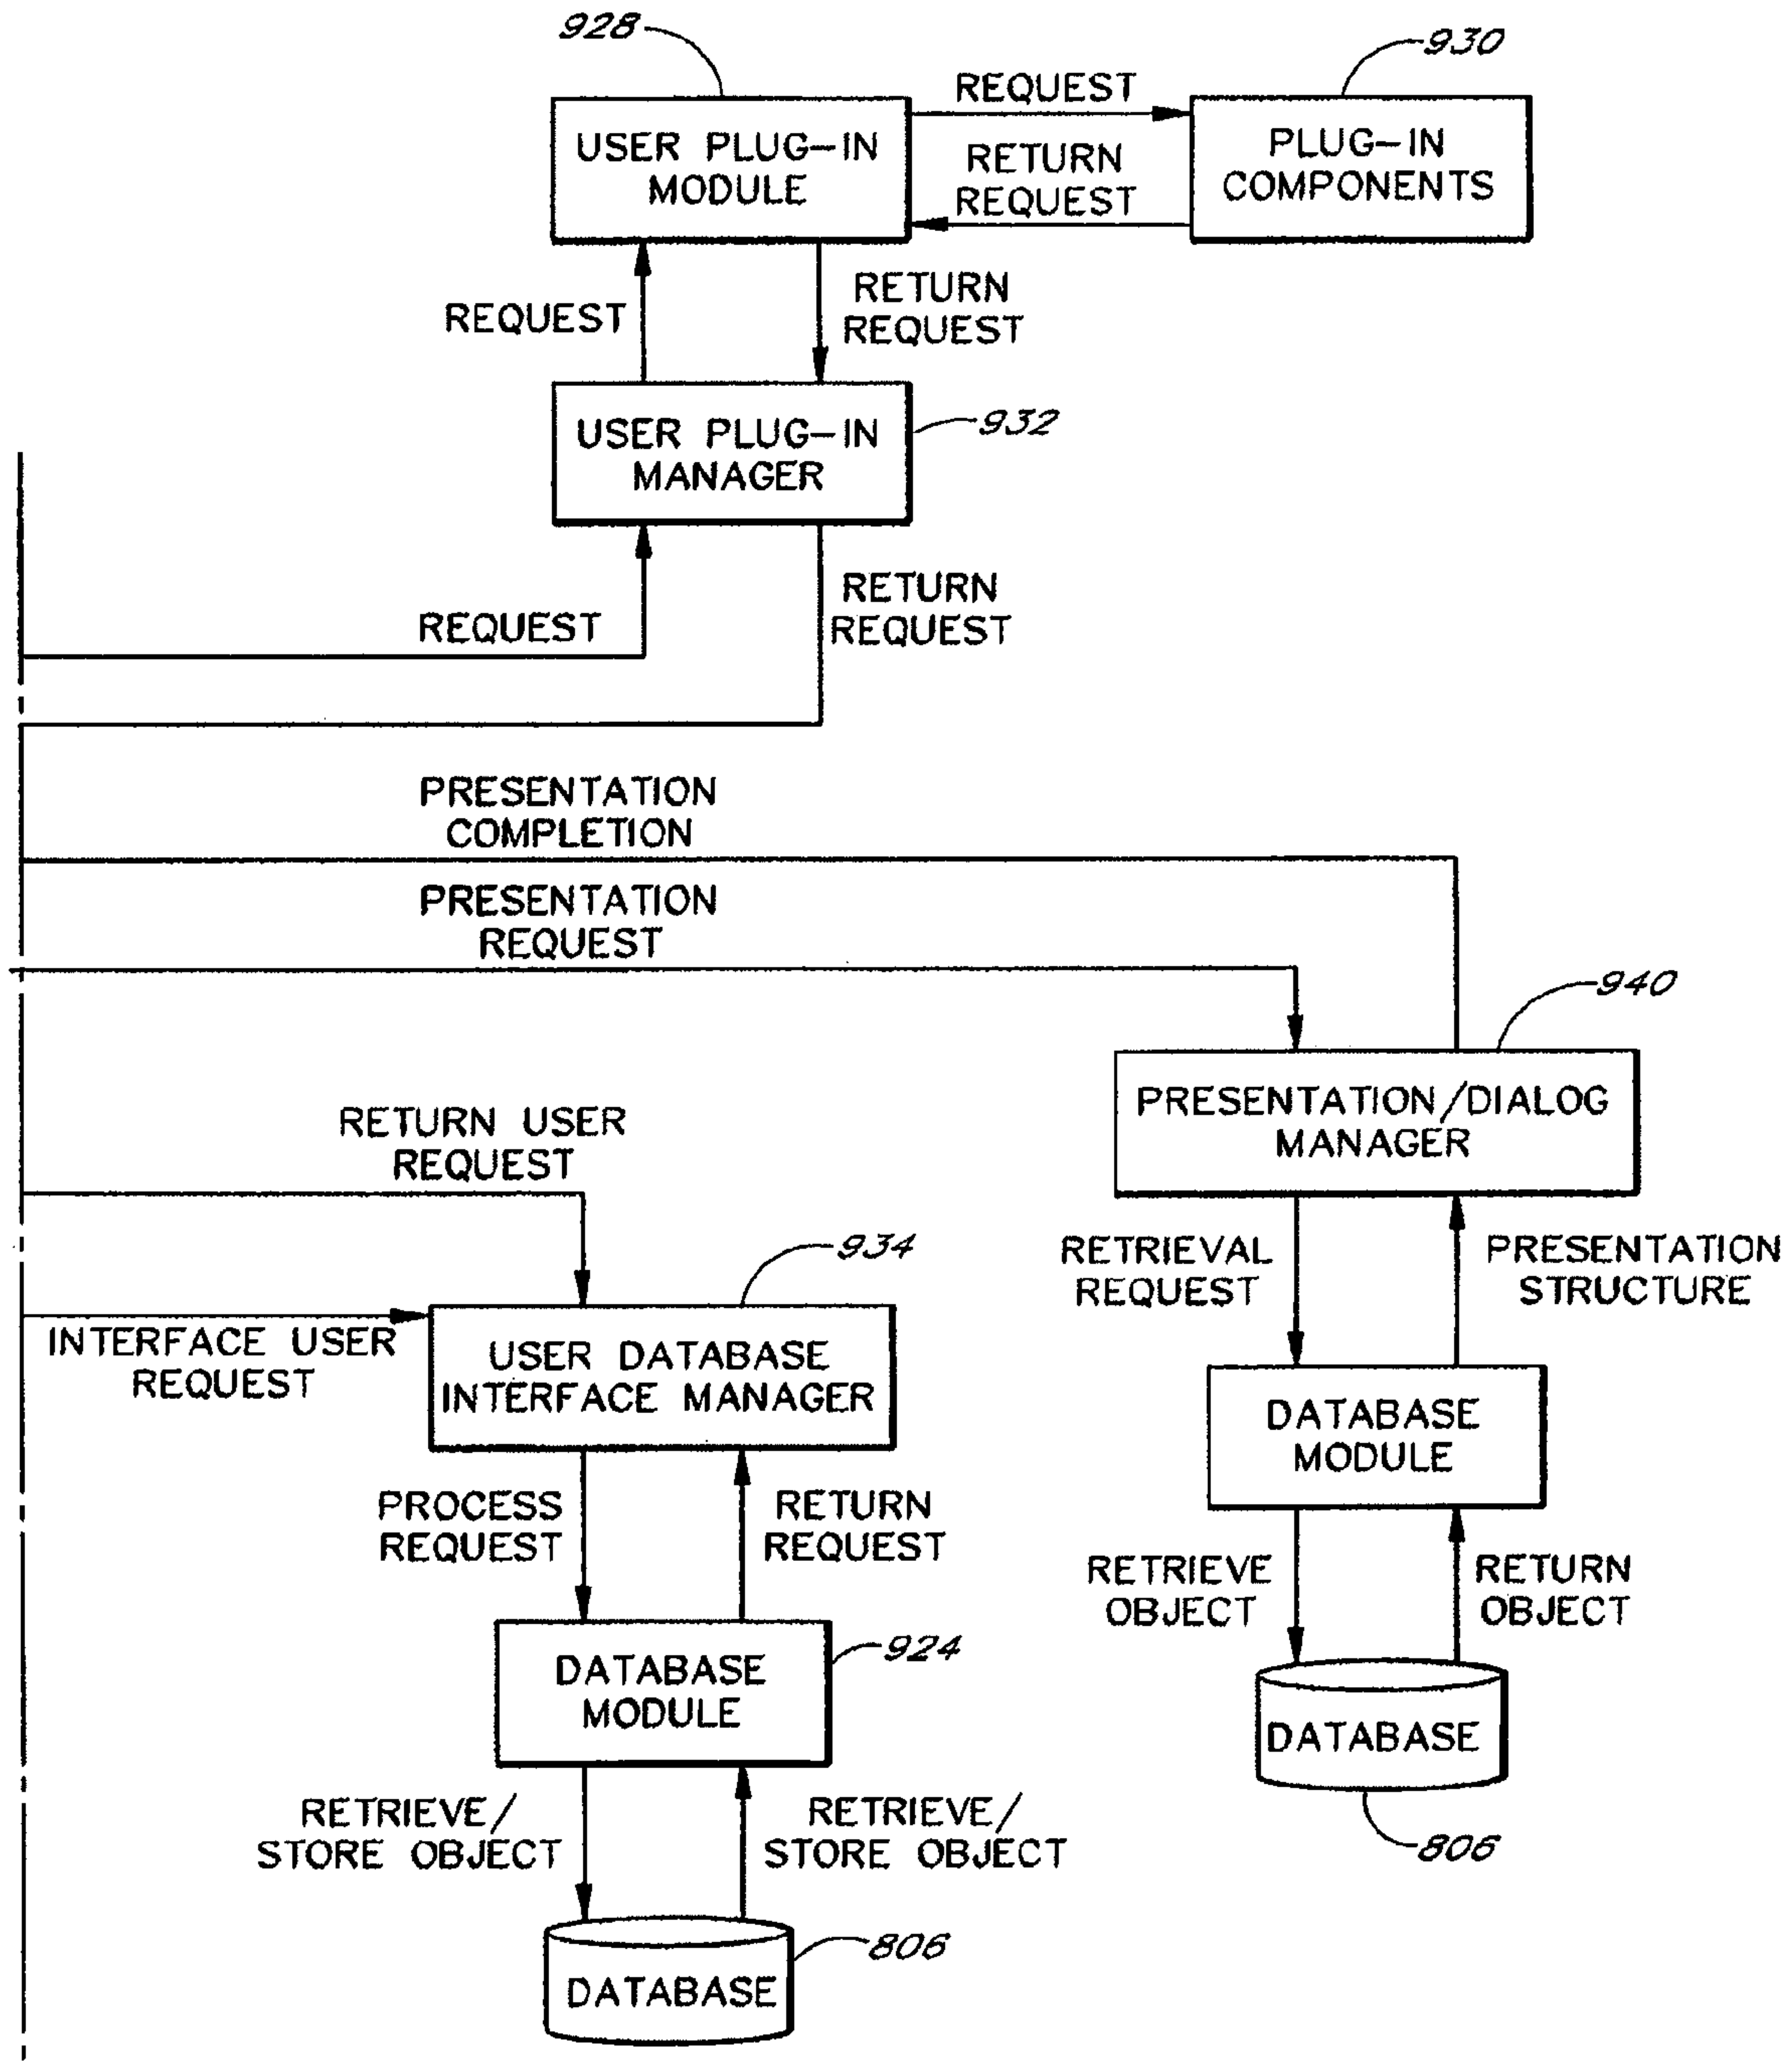 928
930
REQUEST
USER PLUG-IN
MODULE
PLUG-IN
COMPONENTS
RETURN
REQUEST
REQUEST
RETURN
REQUEST
USER PLUG-IN
MANAGER
932
REQUEST
RETURN
REQUEST
PRESENTATION
COMPLETION
PRESENTATION
REQUEST
940
PRESENTATION/DIALOG
MANAGER
RETURN USER
REQUEST
934
RETRIEVAL
REQUEST
PRESENTATION
STRUCTURE
INTERFACE USER
REQUEST
USER DATABASE
INTERFACE MANAGER
DATABASE
MODULE
PROCESS
REQUEST
RETURN
REQUEST
RETRIEVE
OBJECT
RETURN
OBJECT
924
DATABASE
MODULE
DATABASE
806
RETRIEVE/
STORE OBJECT
RETRIEVE/
STORE OBJECT
806
DATABASE